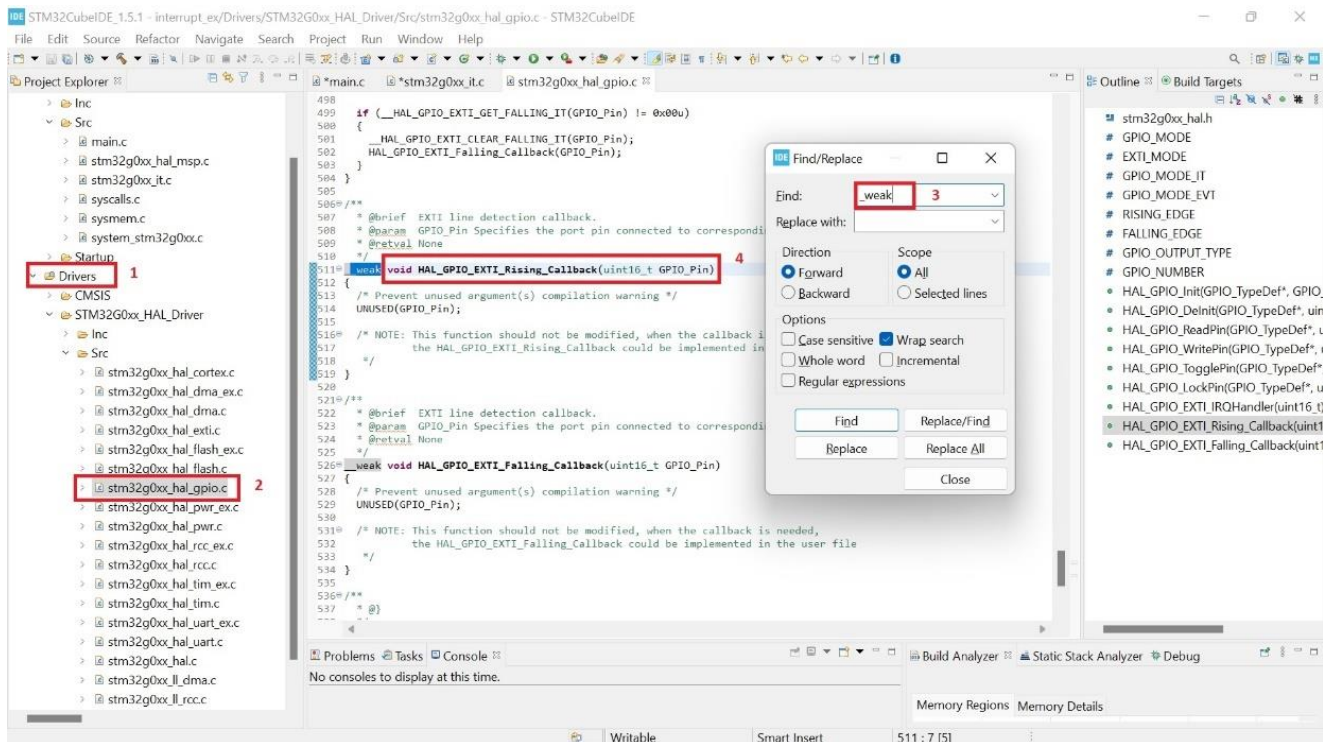 IDE STM32CubeIDE_1.5.1 - interrupt_ex/Drivers/STM32G0xx_HAL_Driver/Src/stm32g0xx_hal_gpio.c - STM32CubeIDE
File Edit Source Refactor Navigate Search Project Run Window Help
Project Explorer
Inc
Src
main.c
stm32g0xx_hal_msp.c
stm32g0xx_it.c
syscalls.c
sysmem.c
system_stm32g0xx.c
Startup
Drivers 1
CMSIS
STM32G0xx_HAL_Driver
Inc
Src
stm32g0xx_hal_cortex.c
stm32g0xx_hal_dma_ex.c
stm32g0xx_hal_dma.c
stm32g0xx_hal_exti.c
stm32g0xx_hal_flash_ex.c
stm32g0xx_hal_flash.c
stm32g0xx_hal_gpio.c 2
stm32g0xx_hal_pwr_ex.c
stm32g0xx_hal_pwr.c
stm32g0xx_hal_rcc_ex.c
stm32g0xx_hal_rcc.c
stm32g0xx_hal_tim_ex.c
stm32g0xx_hal_tim.c
stm32g0xx_hal_uart_ex.c
stm32g0xx_hal_uart.c
stm32g0xx_hal.c
stm32g0xx_ll_dma.c
stm32g0xx_ll_rcc.c
*main.c *stm32g0xx_it.c stm32g0xx_hal_gpio.c
498
499 if (__HAL_GPIO_EXTI_GET_FALLING_IT(GPIO_Pin) != 0x00u)
500 {
501 __HAL_GPIO_EXTI_CLEAR_FALLING_IT(GPIO_Pin);
502 HAL_GPIO_EXTI_Falling_Callback(GPIO_Pin);
503 }
504 }
505
506 /**
507 * @brief EXTI line detection callback.
508 * @param GPIO_Pin Specifies the port pin connected to correspondi
509 * @retval None
510 */
511 __weak void HAL_GPIO_EXTI_Rising_Callback(uint16_t GPIO_Pin) 4
512 {
513 /* Prevent unused argument(s) compilation warning */
514 UNUSED(GPIO_Pin);
515
516 /* NOTE: This function should not be modified, when the callback i
517 the HAL_GPIO_EXTI_Rising_Callback could be implemented in
518 */
519 }
520
521 /**
522 * @brief EXTI line detection callback.
523 * @param GPIO_Pin Specifies the port pin connected to correspondi
524 * @retval None
525 */
526 __weak void HAL_GPIO_EXTI_Falling_Callback(uint16_t GPIO_Pin)
527 {
528 /* Prevent unused argument(s) compilation warning */
529 UNUSED(GPIO_Pin);
530
531 /* NOTE: This function should not be modified, when the callback is needed,
532 the HAL_GPIO_EXTI_Falling_Callback could be implemented in the user file
533 */
534 }
535
536 /**
537 * @}
IDE Find/Replace
Find: _weak 3
Replace with:
Direction Scope
Forward All
Backward Selected lines
Options
Case sensitive Wrap search
Whole word Incremental
Regular expressions
Find Replace/Find
Replace Replace All
Close
Outline Build Targets
stm32g0xx_hal.h
# GPIO_MODE
# EXTI_MODE
# GPIO_MODE_IT
# GPIO_MODE_EVT
# RISING_EDGE
# FALLING_EDGE
# GPIO_OUTPUT_TYPE
# GPIO_NUMBER
HAL_GPIO_Init(GPIO_TypeDef*, GPIO_
HAL_GPIO_DeInit(GPIO_TypeDef*, uin
HAL_GPIO_ReadPin(GPIO_TypeDef*, u
HAL_GPIO_WritePin(GPIO_TypeDef*,
HAL_GPIO_TogglePin(GPIO_TypeDef*
HAL_GPIO_LockPin(GPIO_TypeDef*, u
HAL_GPIO_EXTI_IRQHandler(uint16_t)
HAL_GPIO_EXTI_Rising_Callback(uint1
HAL_GPIO_EXTI_Falling_Callback(uint1
Problems Tasks Console
No consoles to display at this time.
Build Analyzer Static Stack Analyzer Debug
Memory Regions Memory Details
Writable Smart Insert 511 : 7 [5]